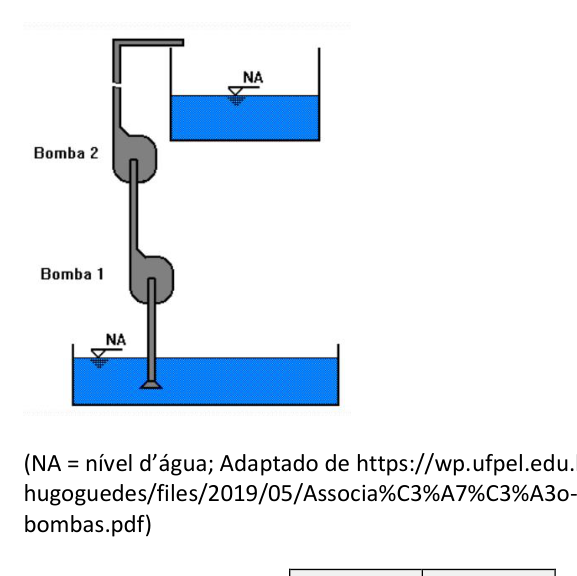 NA
Bomba 2
Bomba 1
NA
(NA = nível d’água; Adaptado de https://wp.ufpel.edu.
hugoguedes/files/2019/05/Associa%C3%A7%C3%A3o-
bombas.pdf)